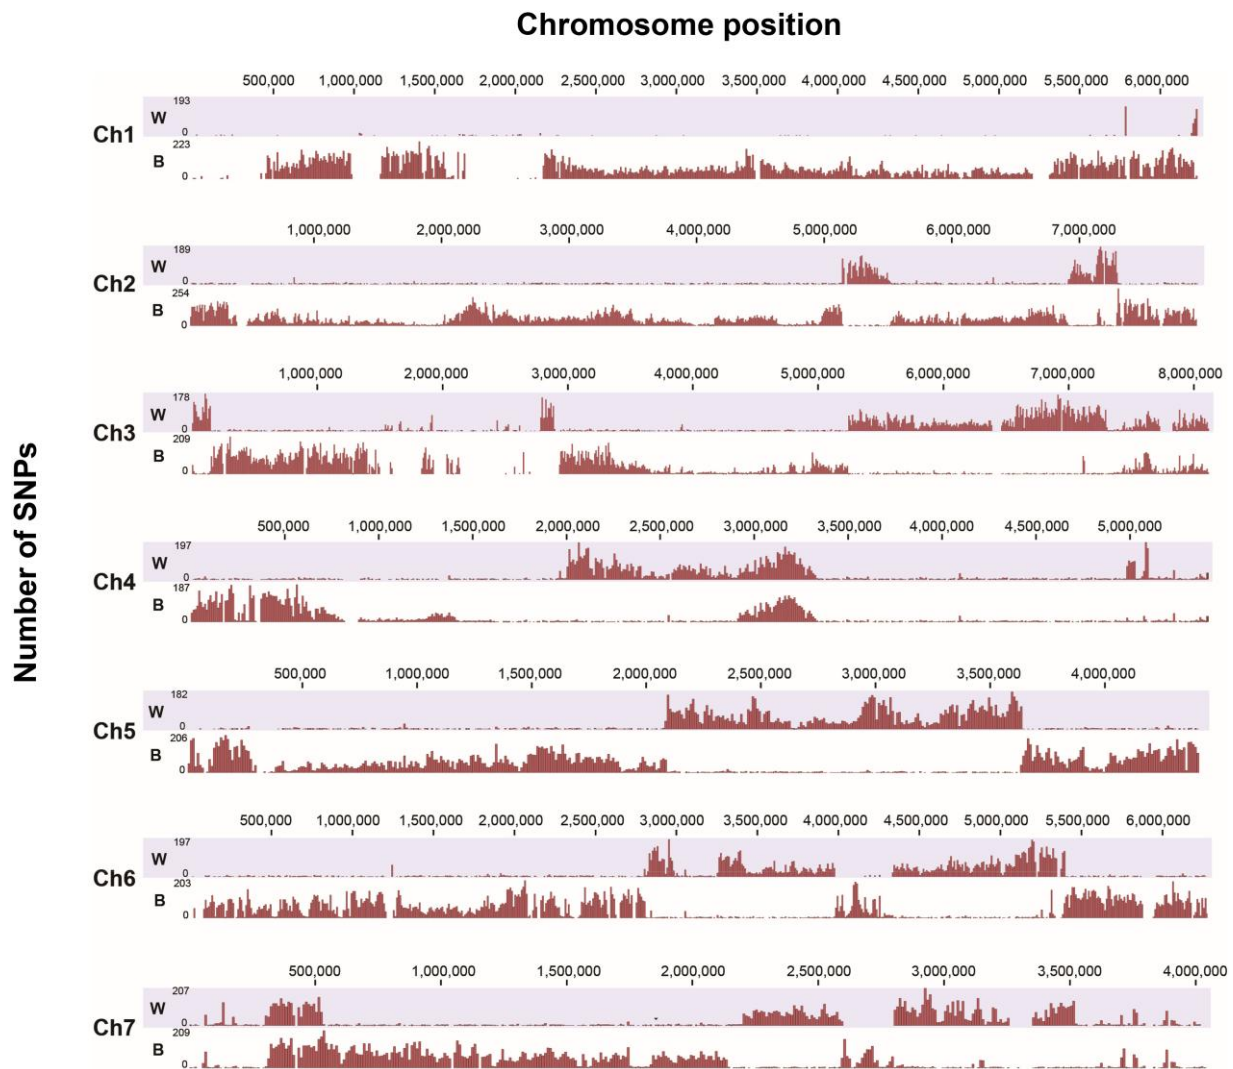 Chromosome position
Number of SNPs
500,000 1,000,000 1,500,000 2,000,000 2,500,000 3,000,000 3,500,000 4,000,000 4,500,000 5,000,000 5,500,000 6,000,000
Ch1
W 193 0
B 223 0
1,000,000 2,000,000 3,000,000 4,000,000 5,000,000 6,000,000 7,000,000
Ch2
W 189 0
B 254 0
1,000,000 2,000,000 3,000,000 4,000,000 5,000,000 6,000,000 7,000,000 8,000,000
Ch3
W 178 0
B 209 0
500,000 1,000,000 1,500,000 2,000,000 2,500,000 3,000,000 3,500,000 4,000,000 4,500,000 5,000,000
Ch4
W 197 0
B 187 0
500,000 1,000,000 1,500,000 2,000,000 2,500,000 3,000,000 3,500,000 4,000,000
Ch5
W 182 0
B 206 0
500,000 1,000,000 1,500,000 2,000,000 2,500,000 3,000,000 3,500,000 4,000,000 4,500,000 5,000,000 5,500,000 6,000,000
Ch6
W 197 0
B 203 0
500,000 1,000,000 1,500,000 2,000,000 2,500,000 3,000,000 3,500,000 4,000,000
Ch7
W 207 0
B 209 0